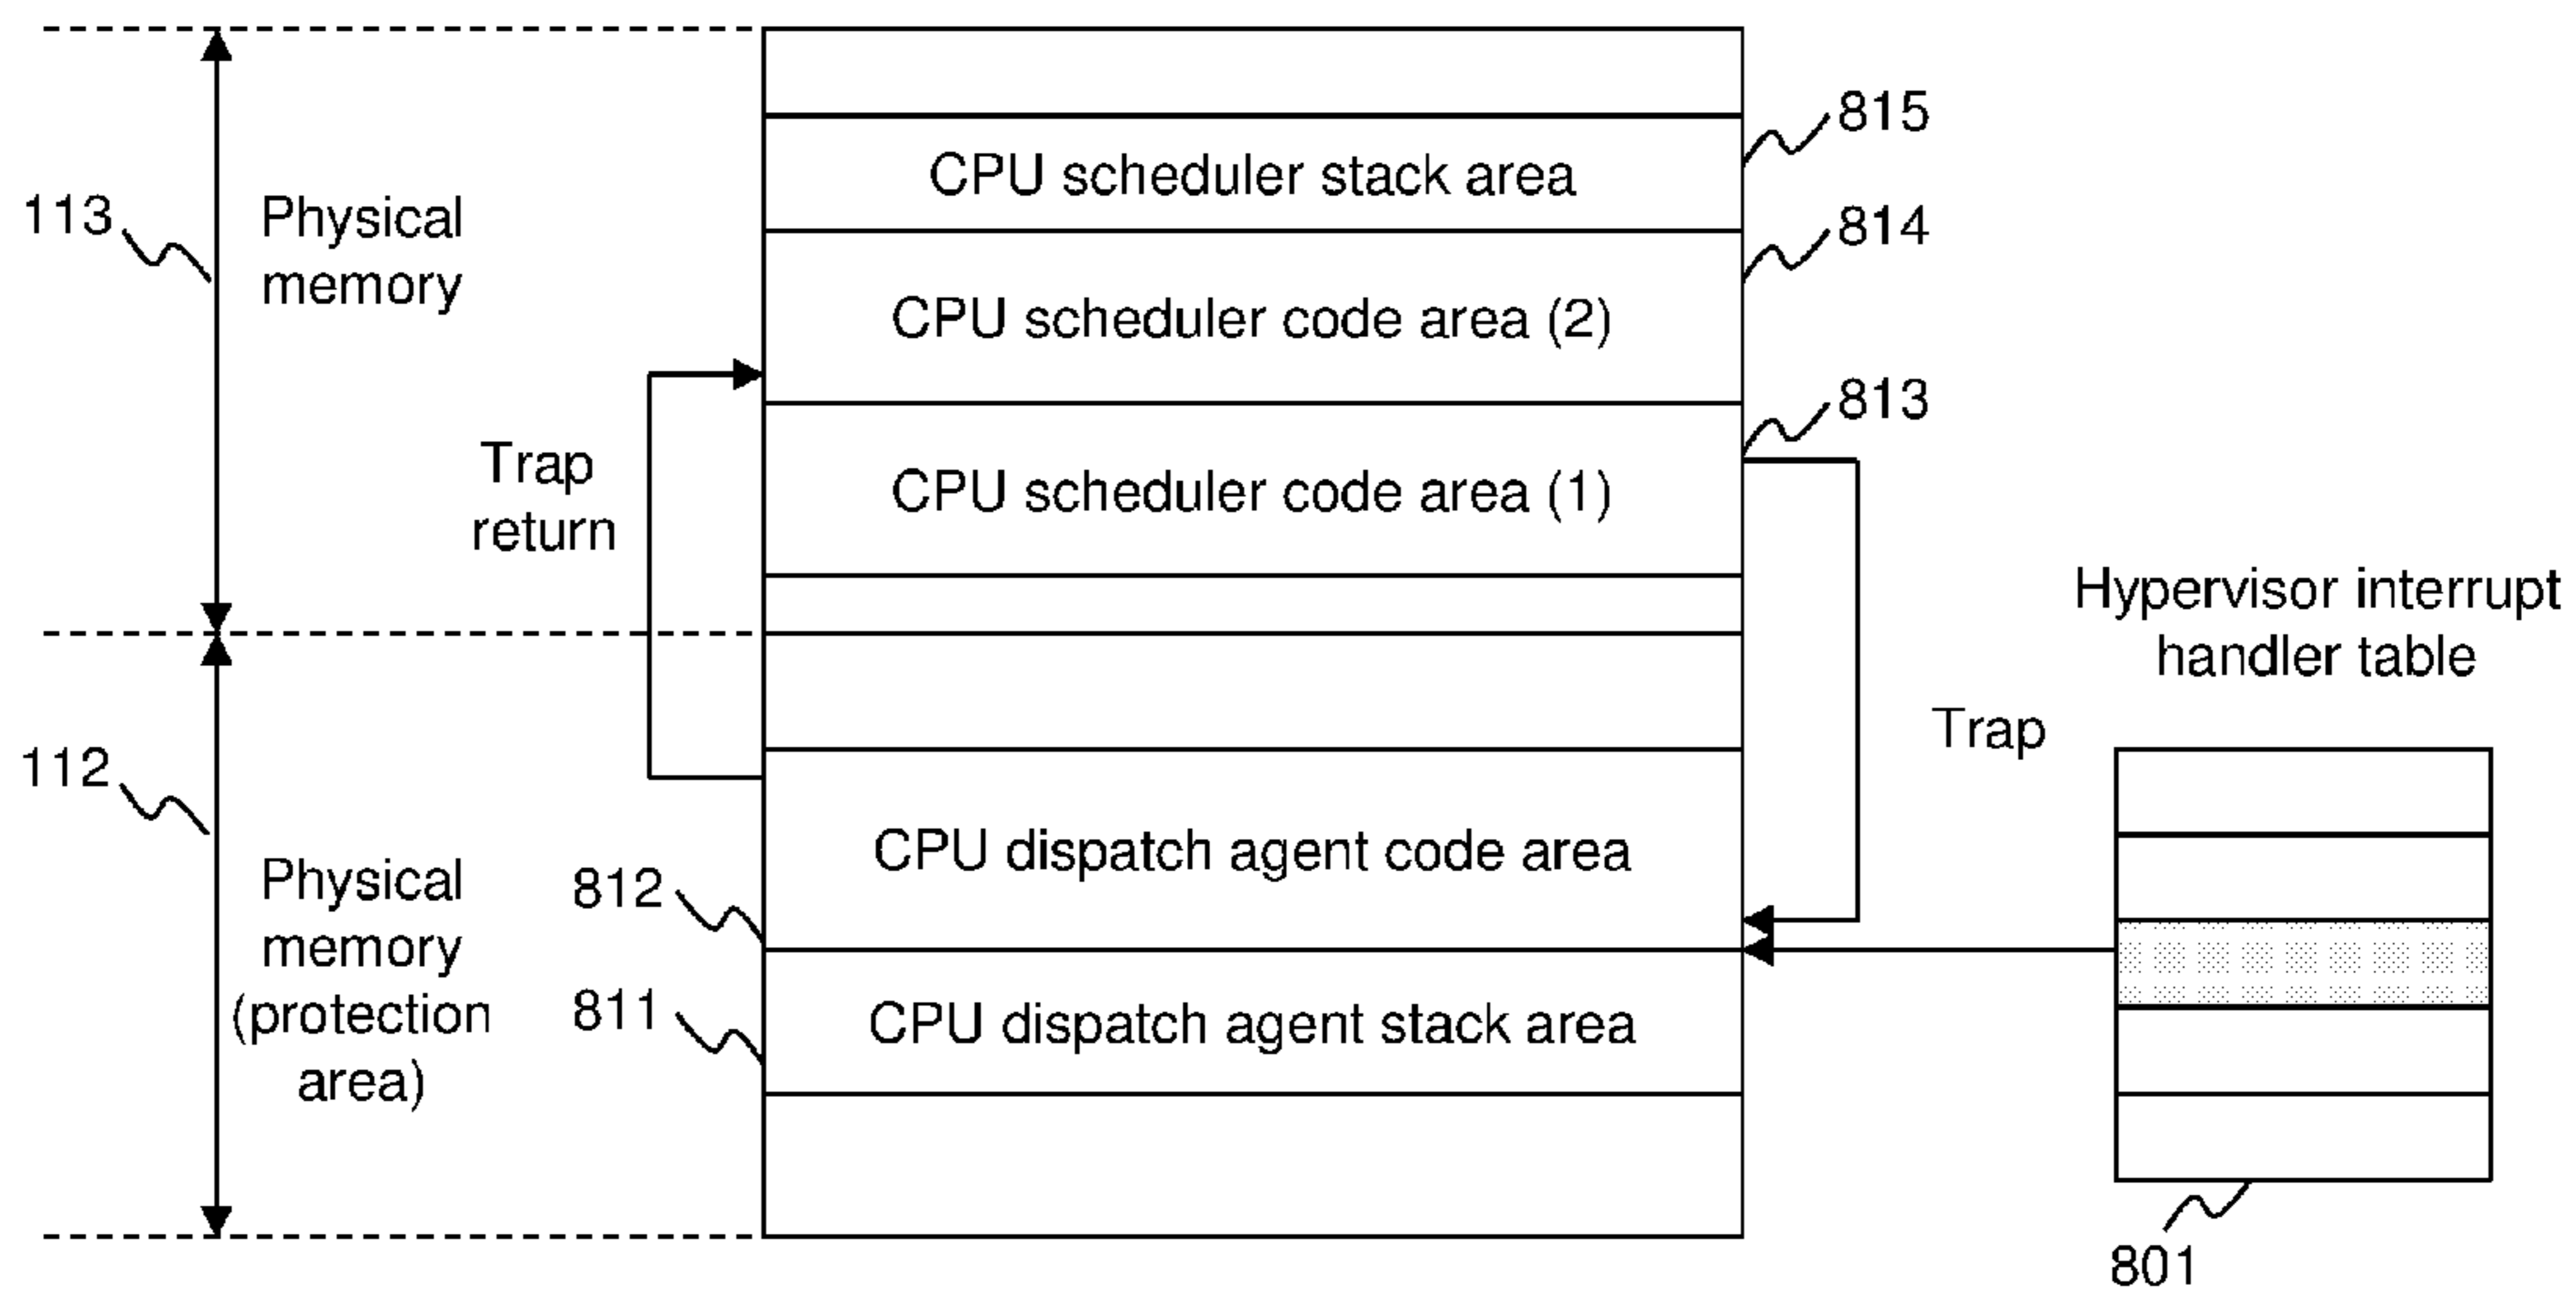 815
CPU scheduler stack area
113
Physical
memory
814
CPU scheduler code area (2)
813
Trap
return
CPU scheduler code area (1)
Hypervisor interrupt
handler table
Trap
112
CPU dispatch agent code area
Physical
memory
(protection
area)
812
811
CPU dispatch agent stack area
801